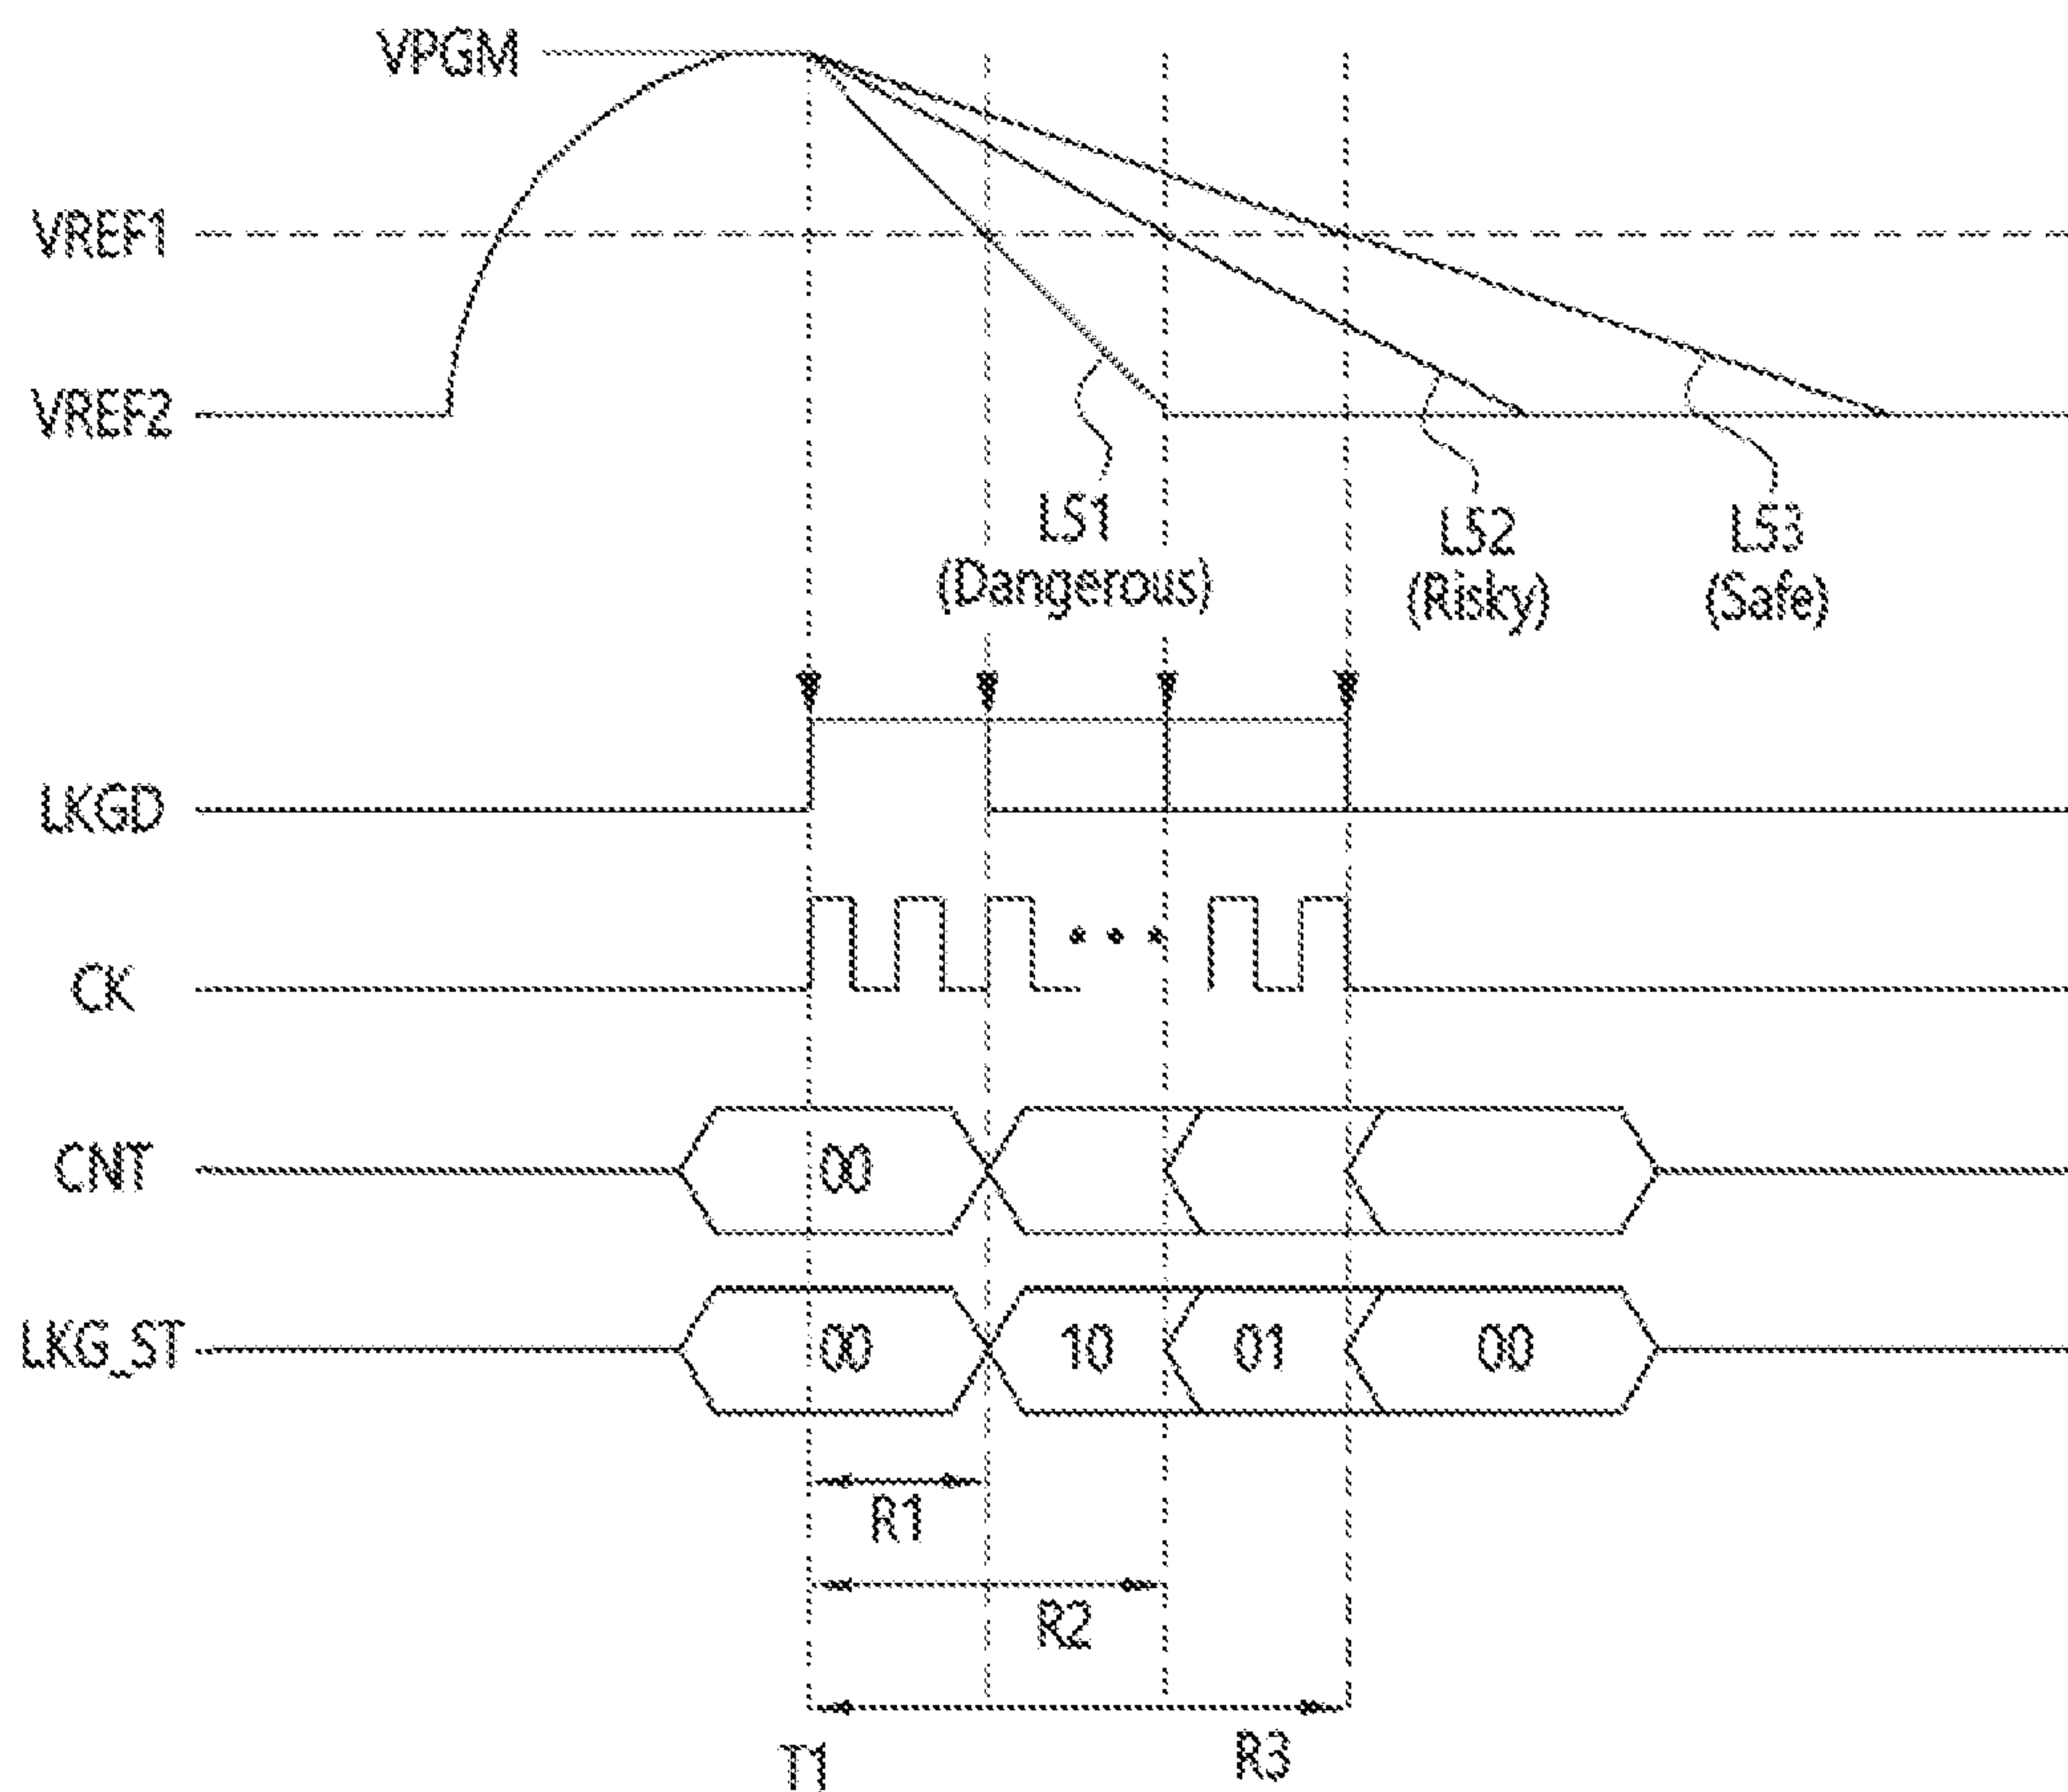 VPGM
VREF1
VREF2
LS1
(Dangerous)
LS2
(Risky)
LS3
(Safe)
LKGD
CK
CNT
00
LKG_ST
00
10
01
00
R1
R2
R3
T1